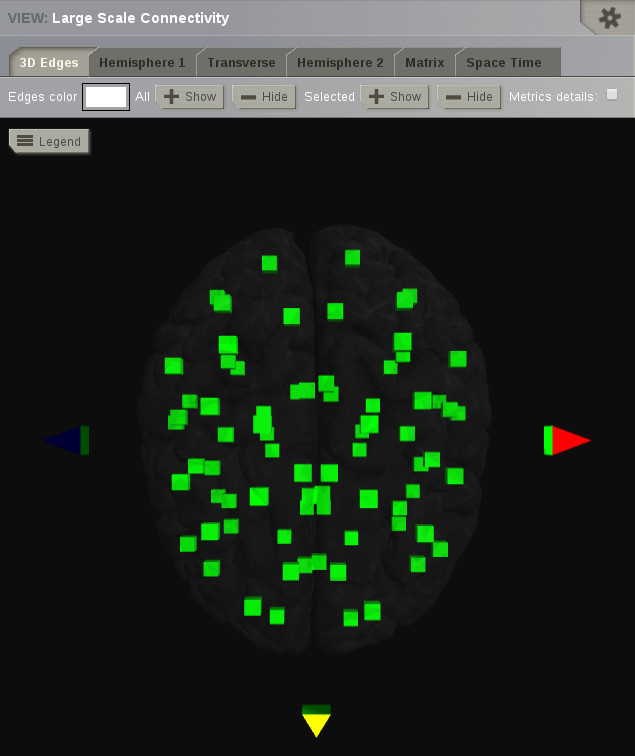 VIEW: Large Scale Connectivity
3D Edges Hemisphere 1 Transverse Hemisphere 2 Matrix Space Time
Edges color All Show Hide Selected Show Hide Metrics details:
Legend